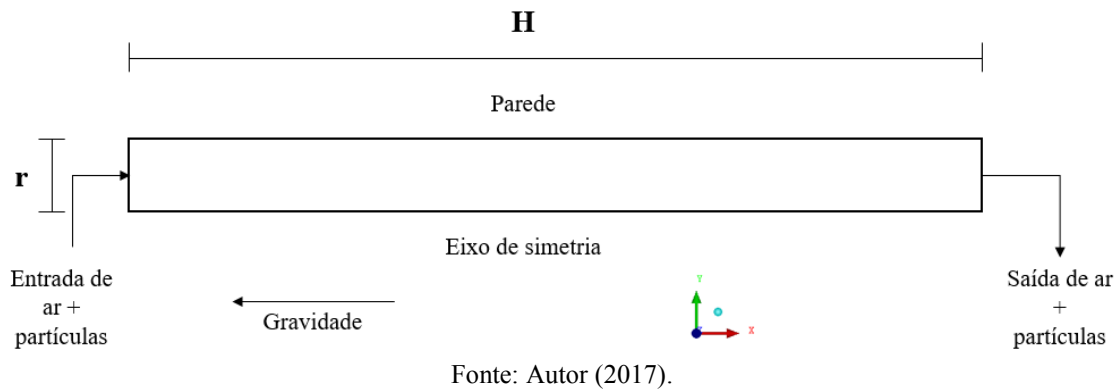 H
Parede
r
Eixo de simetria
Entrada de
ar +
partículas
Gravidade
Y
X
Saída de ar
+
partículas
Fonte: Autor (2017).